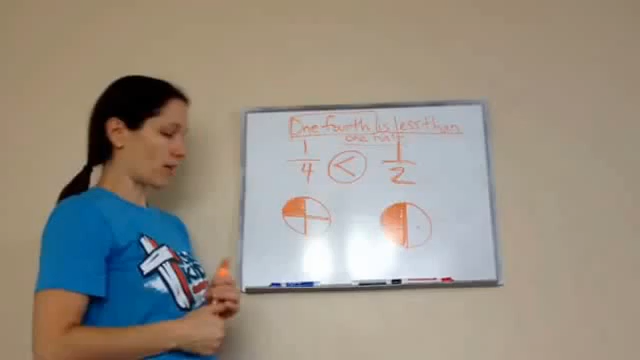 One fourth is less than
one half
1/4 < 1/2